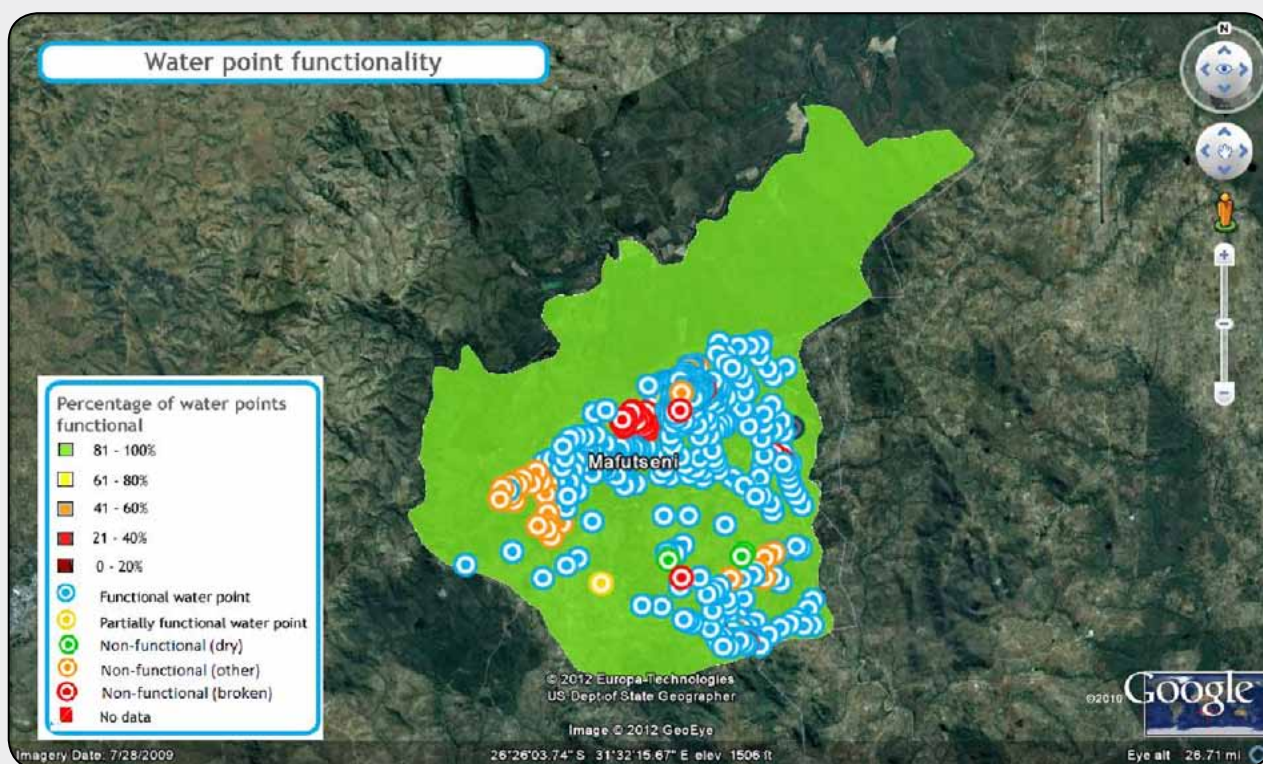 Water point functionality
N
Mafutseni
Percentage of water points
functional
81 - 100%
61 - 80%
41 - 60%
21 - 40%
0 - 20%
Functional water point
Partially functional water point
Non-functional (dry)
Non-functional (other)
Non-functional (broken)
No data
© 2012 Europa Technologies
US Dept of State Geographer
Image © 2012 GeoEye
©2010 Google
Imagery Date: 7/28/2009
26°26'03.74" S 31°32'15.67" E elev 1506 ft
Eye alt 26.71 mi